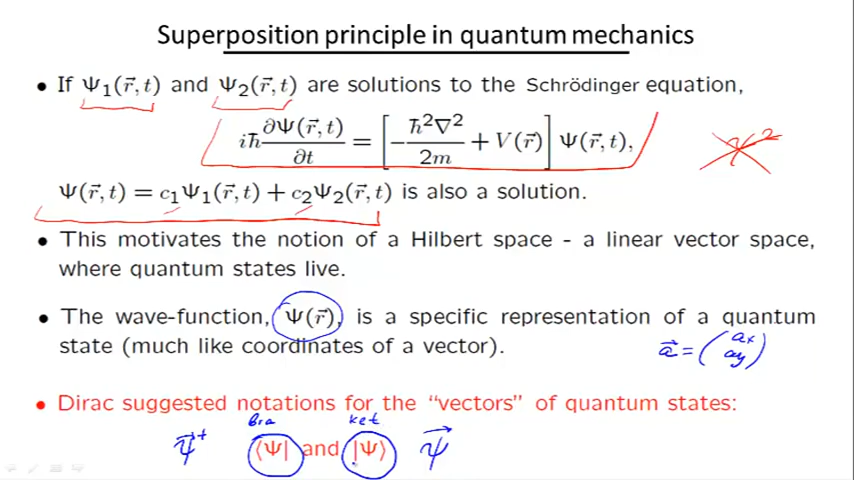 Superposition principle in quantum mechanics
• If Ψ₁(r⃗, t) and Ψ₂(r⃗, t) are solutions to the Schrödinger equation,
iħ ∂Ψ(r⃗, t)/∂t = [−ħ²∇²/2m + V(r⃗)] Ψ(r⃗, t),
Ψ²
Ψ(r⃗, t) = c₁Ψ₁(r⃗, t) + c₂Ψ₂(r⃗, t) is also a solution.
• This motivates the notion of a Hilbert space - a linear vector space,
where quantum states live.
• The wave-function, Ψ(r⃗), is a specific representation of a quantum
state (much like coordinates of a vector).
a⃗ = (ax ay)
• Dirac suggested notations for the “vectors” of quantum states:
bra ket
Ψ⃗⁺ ⟨Ψ| and |Ψ⟩ Ψ⃗